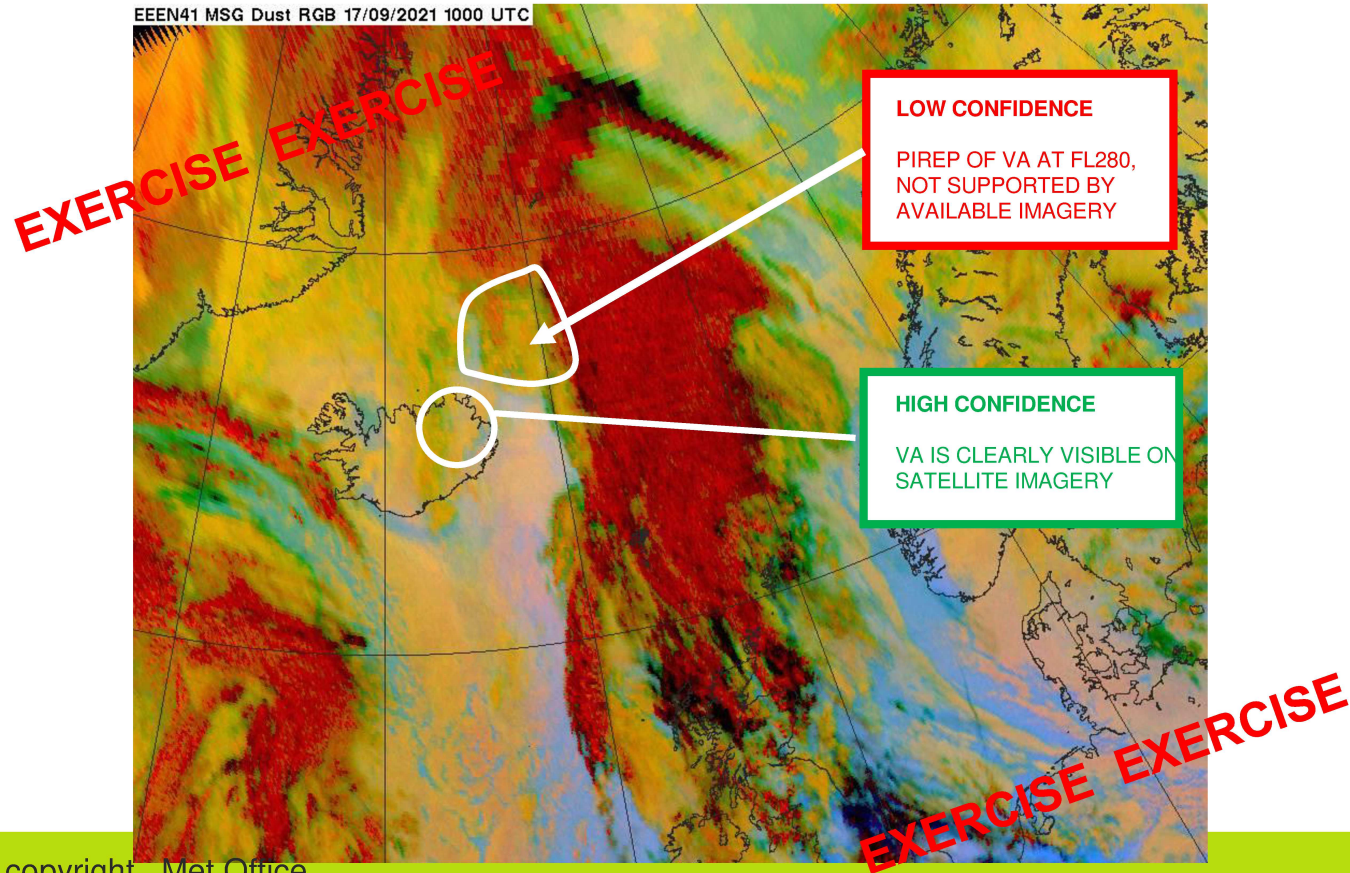 EEEN41 MSG Dust RGB 17/09/2021 1000 UTC
EXERCISE EXERCISE
LOW CONFIDENCE
PIREP OF VA AT FL280,
NOT SUPPORTED BY
AVAILABLE IMAGERY
HIGH CONFIDENCE
VA IS CLEARLY VISIBLE ON
SATELLITE IMAGERY
EXERCISE EXERCISE
copyright Met Office